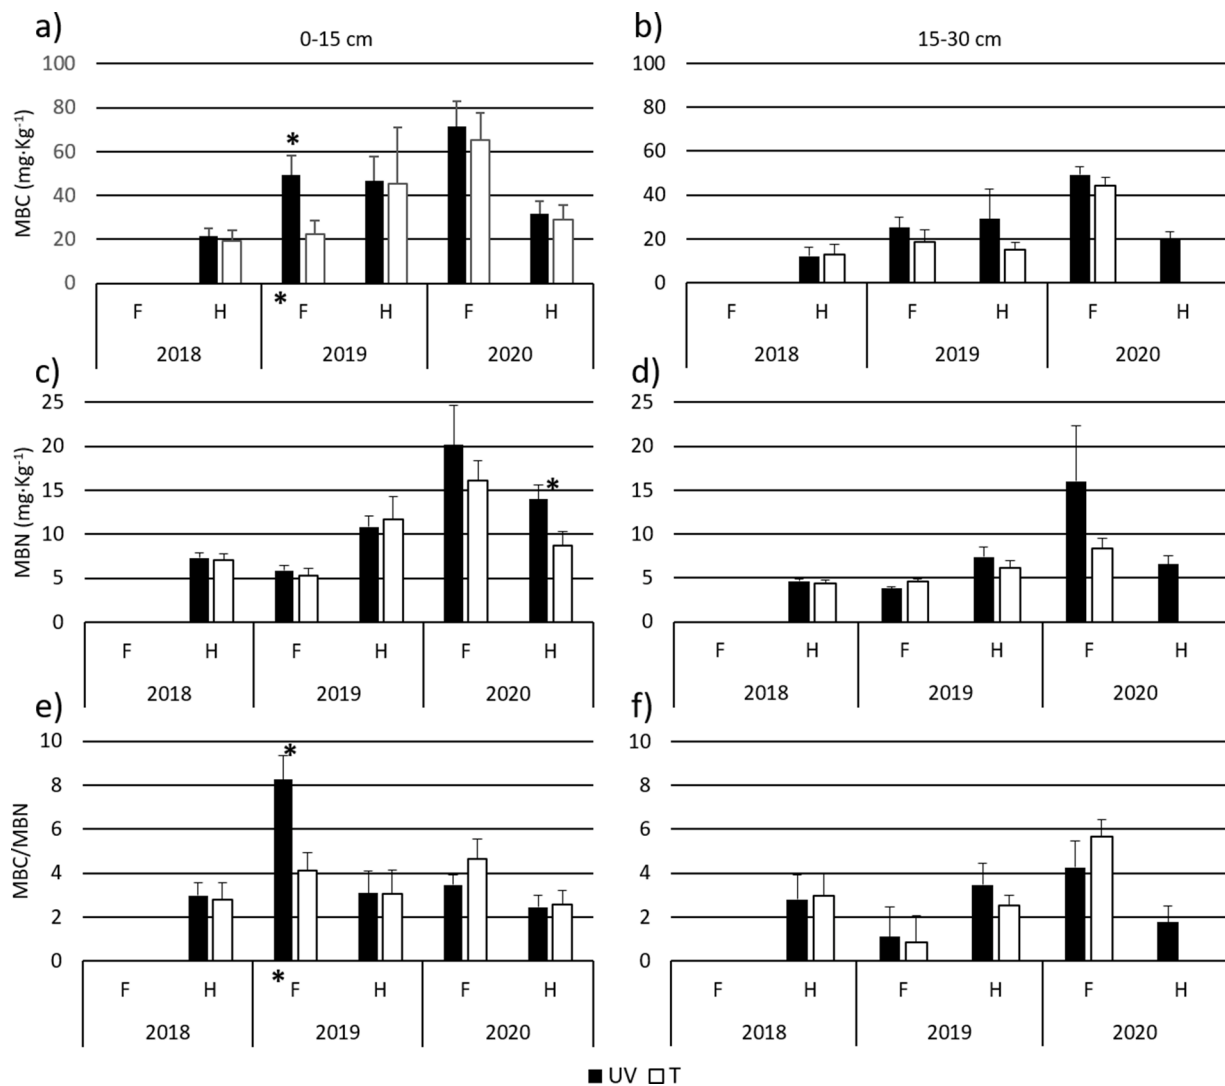 a) 0-15 cm
MBC (mg·Kg⁻¹)
100
80
60
40
20
0
*
* F H F H F H
2018 2019 2020
b) 15-30 cm
100
80
60
40
20
0
F H F H F H
2018 2019 2020
c)
MBN (mg·Kg⁻¹)
25
20
15
10
5
0
*
F H F H F H
2018 2019 2020
d)
25
20
15
10
5
0
F H F H F H
2018 2019 2020
e)
MBC/MBN
10
8
6
4
2
0
*
F H * F H F H
2018 2019 2020
f)
10
8
6
4
2
0
F H F H F H
2018 2019 2020
UV T